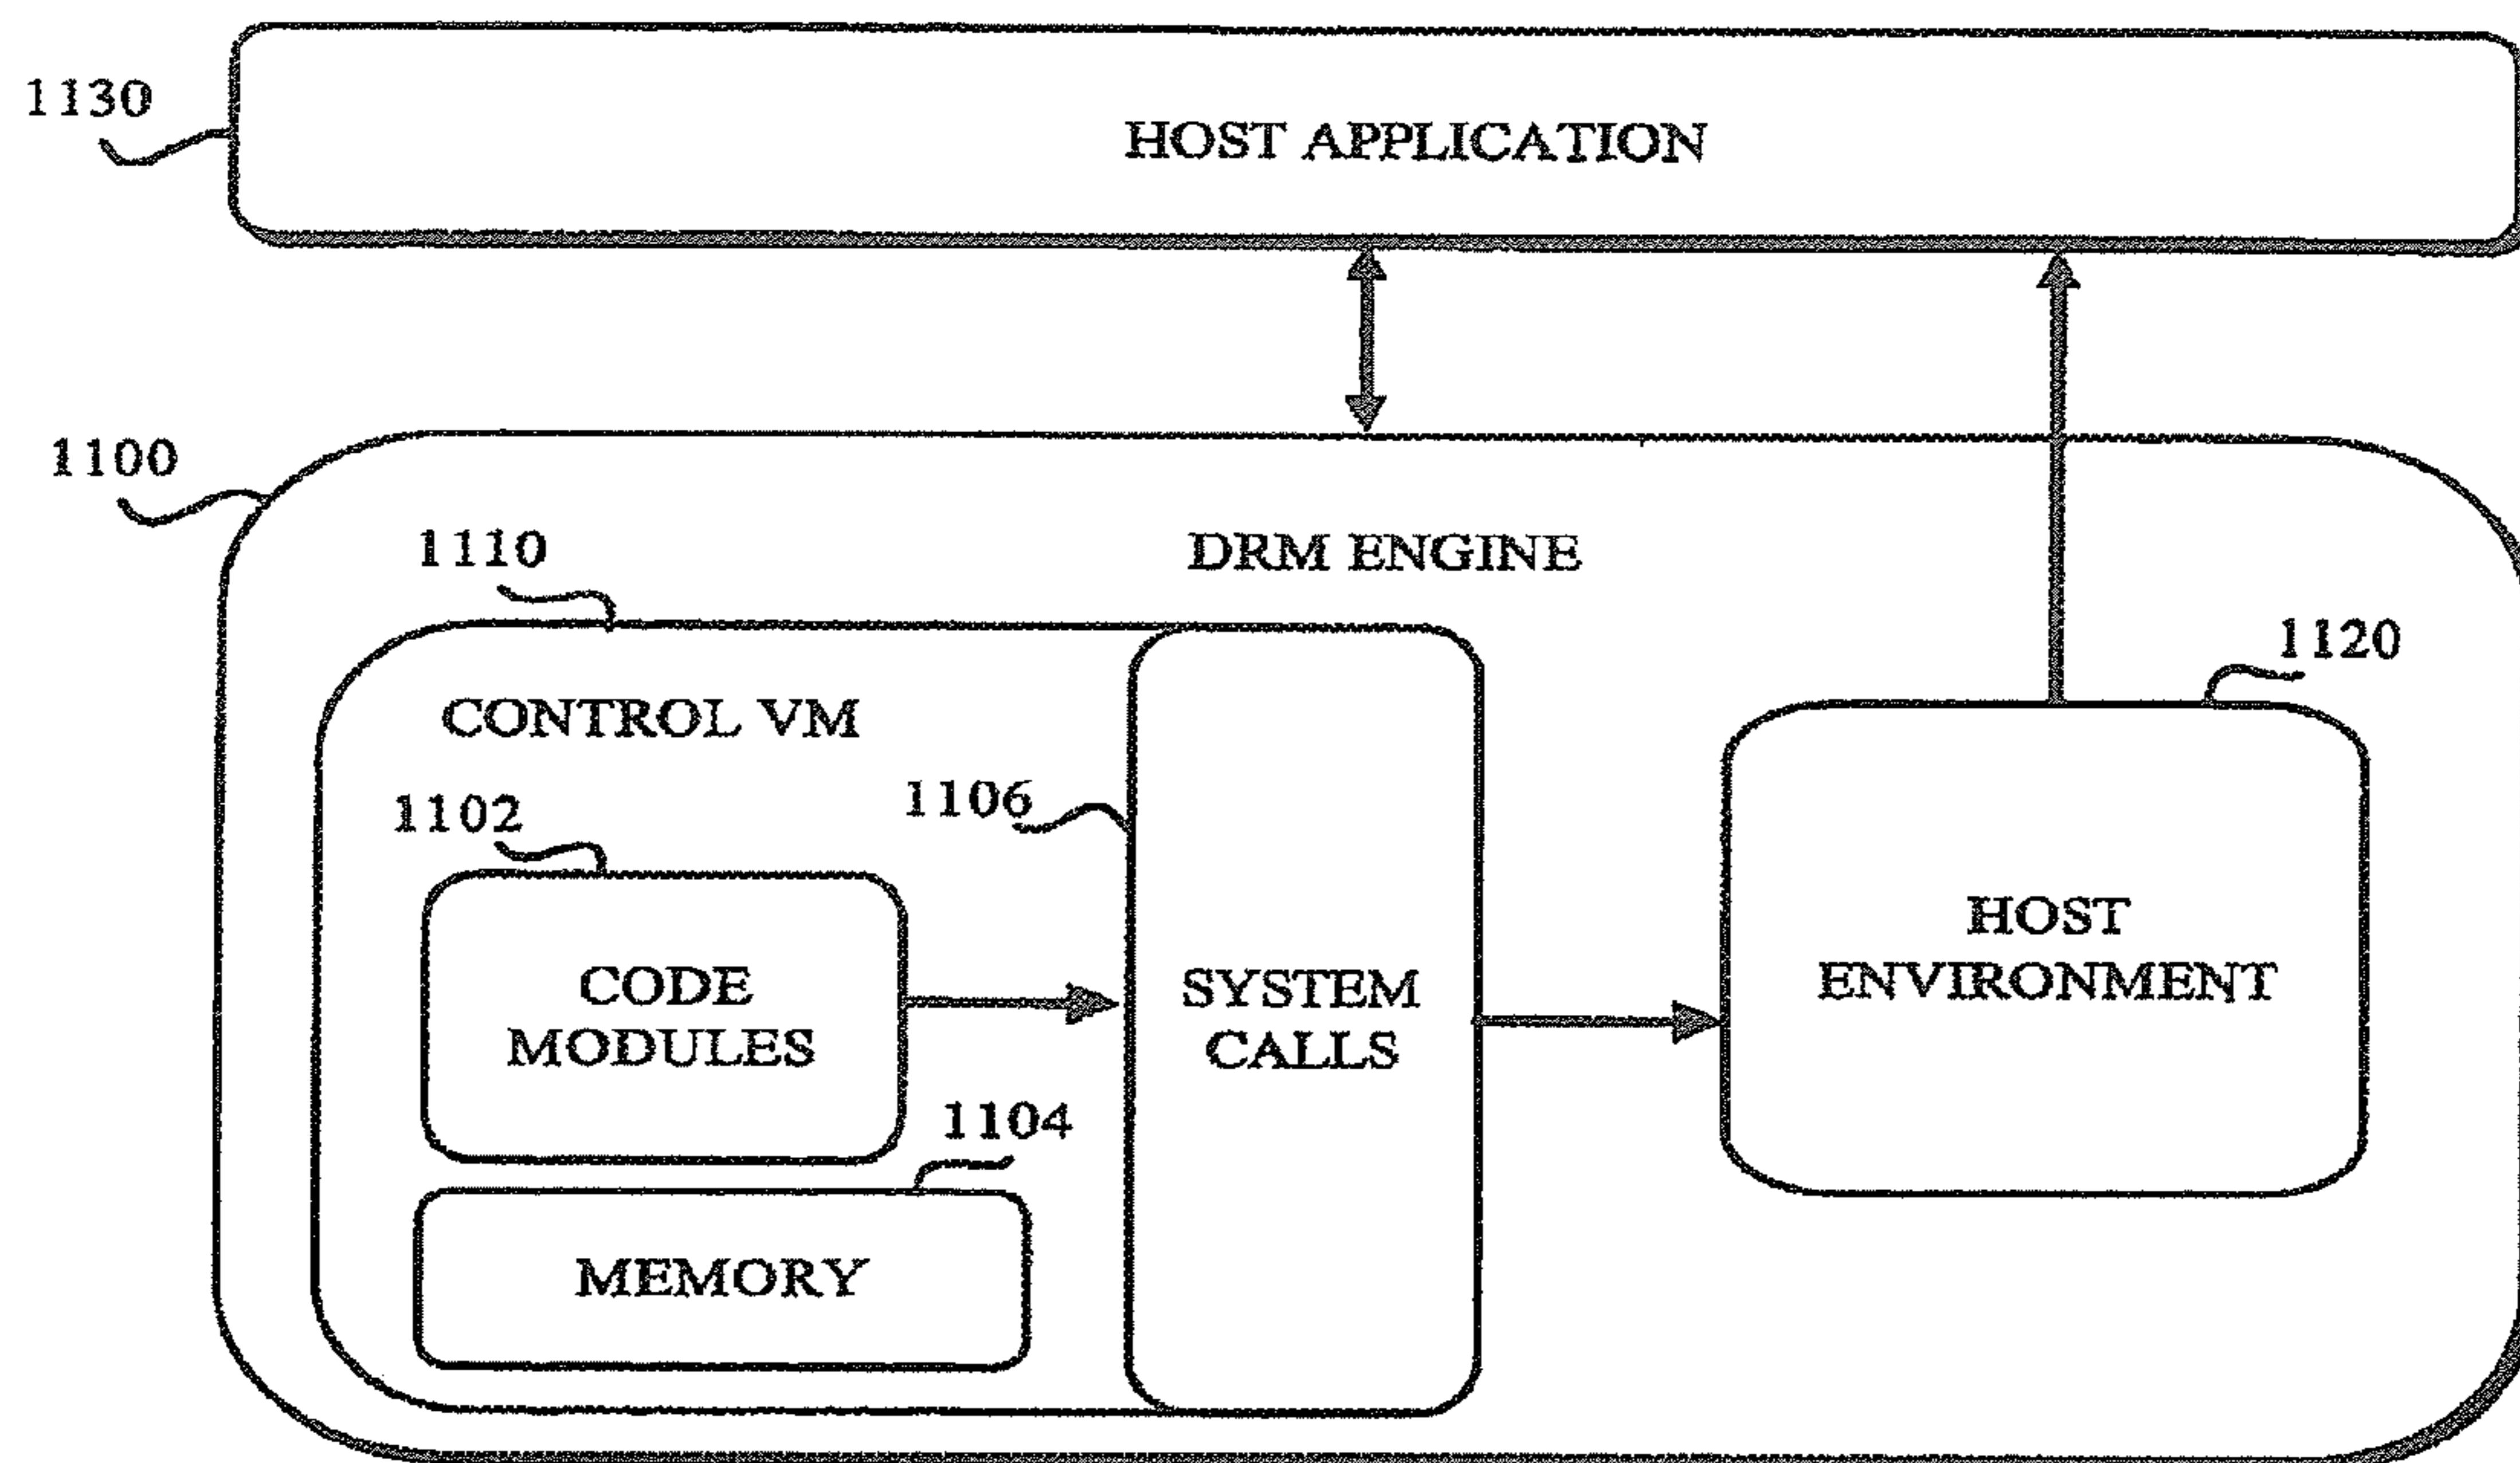 1130
HOST APPLICATION
1100
DRM ENGINE
1110
CONTROL VM
1120
1102
1106
CODE
MODULES
SYSTEM
CALLS
HOST
ENVIRONMENT
1104
MEMORY